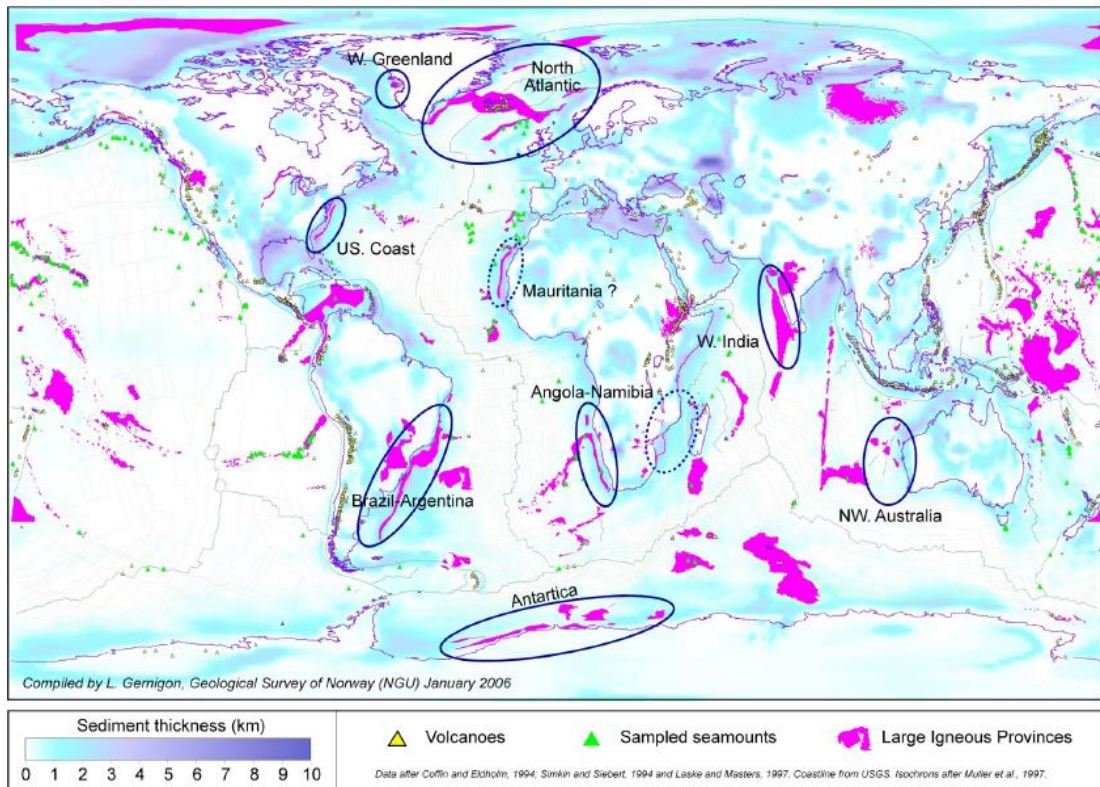 W. Greenland
North
Atlantic
US. Coast
Mauritania ?
W. India
Angola-Namibia
Brazil-Argentina
NW. Australia
Antartica
Compiled by L. Gernigon, Geological Survey of Norway (NGU) January 2006
Sediment thickness (km)
0 1 2 3 4 5 6 7 8 9 10
Volcanoes
Sampled seamounts
Large Igneous Provinces
Data after Coffin and Eldholm, 1994; Simkin and Siebert, 1994 and Laske and Masters, 1997. Coastline from USGS. Isochrons after Muller et al., 1997.